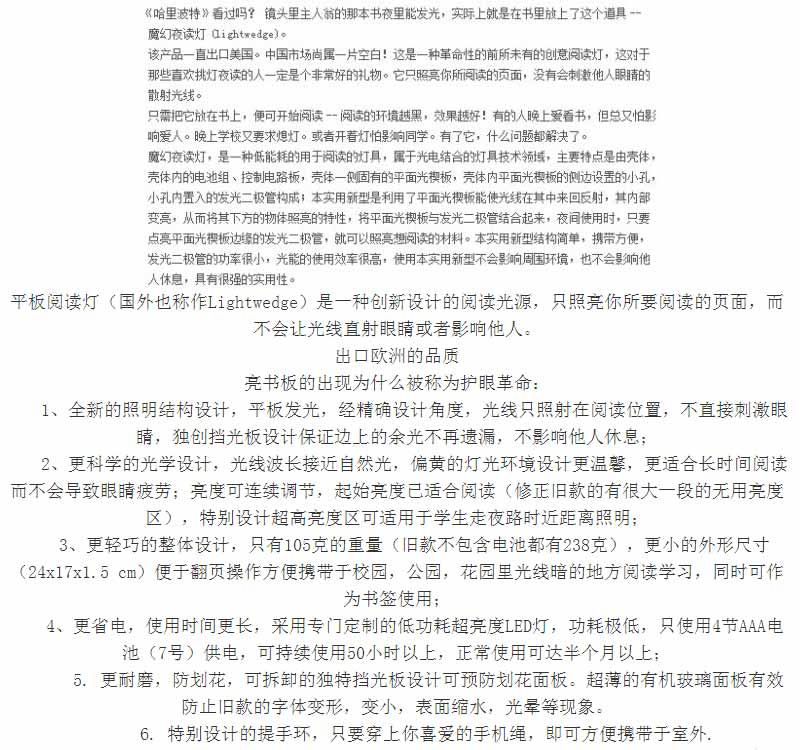 《哈里波特》看过吗？ 镜头里主人翁的那本书夜里能发光，实际上就是在书里放上了这个道具 --
魔幻夜读灯（Lightwedge）。
该产品一直出口美国。中国市场尚属一片空白！这是一种革命性的前所未有的创意阅读灯，这对于
那些喜欢挑灯夜读的人一定是个非常好的礼物。它只照亮你所阅读的页面，没有会刺激他人眼睛的
散射光线。
只需把它放在书上，便可开始阅读 -- 阅读的环境越黑，效果越好！有的人晚上爱看书，但总又怕影
响爱人。晚上学校又要求熄灯。或者开着灯怕影响同学。有了它，什么问题都解决了。
魔幻夜读灯，是一种低能耗的用于阅读的灯具，属于光电结合的灯具技术领域，主要特点是由壳体，
壳体内的电池组、控制电路板，壳体一侧固有的平面光楔板，壳体内平面光楔板的侧边设置的小孔，
小孔内置入的发光二极管构成；本实用新型是利用了平面光楔板能使光线在其中来回反射，其内部
变亮，从而将其下方的物体照亮的特性，将平面光楔板与发光二极管结合起来，夜间使用时，只要
点亮平面光楔板边缘的发光二极管，就可以照亮想阅读的材料。本实用新型结构简单，携带方便，
发光二极管的功率很小，光能的使用效率很高，使用本实用新型不会影响周围环境，也不会影响他
人休息，具有很强的实用性。
平板阅读灯（国外也称作Lightwedge）是一种创新设计的阅读光源，只照亮你所要阅读的页面，而
不会让光线直射眼睛或者影响他人。
出口欧洲的品质
亮书板的出现为什么被称为护眼革命：
1、全新的照明结构设计，平板发光，经精确设计角度，光线只照射在阅读位置，不直接刺激眼
睛，独创挡光板设计保证边上的余光不再遗漏，不影响他人休息；
2、更科学的光学设计，光线波长接近自然光，偏黄的灯光环境设计更温馨，更适合长时间阅读
而不会导致眼睛疲劳；亮度可连续调节，起始亮度已适合阅读（修正旧款的有很大一段的无用亮度
区），特别设计超高亮度区可适用于学生走夜路时近距离照明；
3、更轻巧的整体设计，只有105克的重量（旧款不包含电池都有238克），更小的外形尺寸
（24x17x1.5 cm）便于翻页操作方便携带于校园，公园，花园里光线暗的地方阅读学习，同时可作
为书签使用；
4、更省电，使用时间更长，采用专门定制的低功耗超亮度LED灯，功耗极低，只使用4节AAA电
池（7号）供电，可持续使用50小时以上，正常使用可达半个月以上；
5. 更耐磨，防划花，可拆卸的独特挡光板设计可预防划花面板。超薄的有机玻璃面板有效
防止旧款的字体变形，变小，表面缩水，光晕等现象。
6. 特别设计的提手环，只要穿上你喜爱的手机绳，即可方便携带于室外.